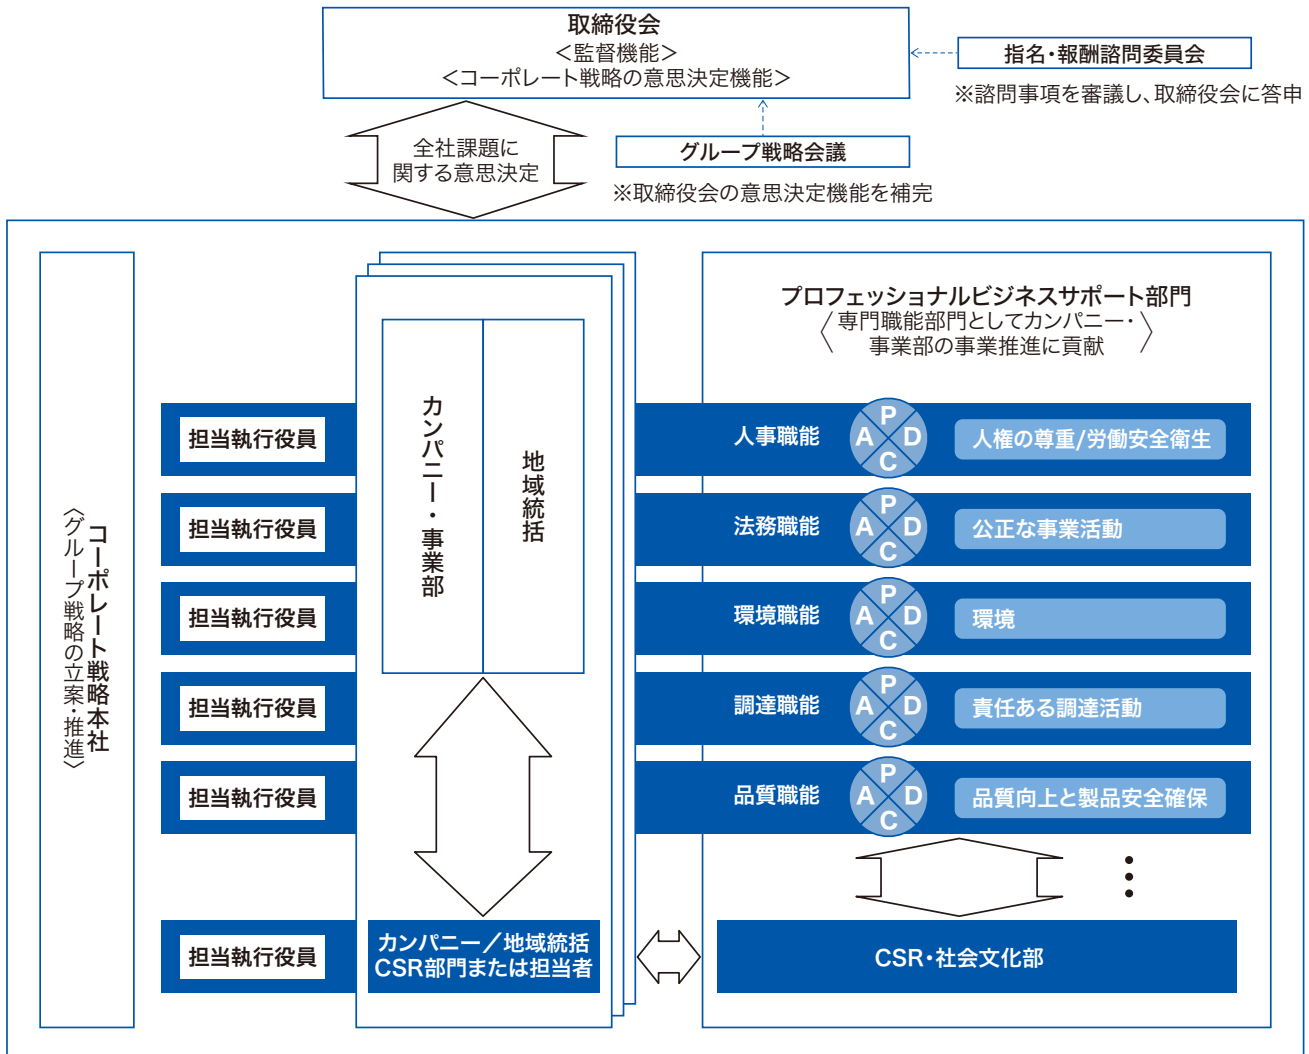 取締役会
＜監督機能＞
＜コーポレート戦略の意思決定機能＞
指名・報酬諮問委員会
※諮問事項を審議し、取締役会に答申
全社課題に
関する意思決定
グループ戦略会議
※取締役会の意思決定機能を補完
コーポレート戦略本社
〈グループ戦略の立案・推進〉
カンパニー・事業部
地域統括
プロフェッショナルビジネスサポート部門
〈専門職能部門としてカンパニー・
事業部の事業推進に貢献〉
担当執行役員
人事職能
P
A D
C
人権の尊重/労働安全衛生
担当執行役員
法務職能
P
A D
C
公正な事業活動
担当執行役員
環境職能
P
A D
C
環境
担当執行役員
調達職能
P
A D
C
責任ある調達活動
担当執行役員
品質職能
P
A D
C
品質向上と製品安全確保
担当執行役員
カンパニー／地域統括
CSR部門または担当者
CSR・社会文化部